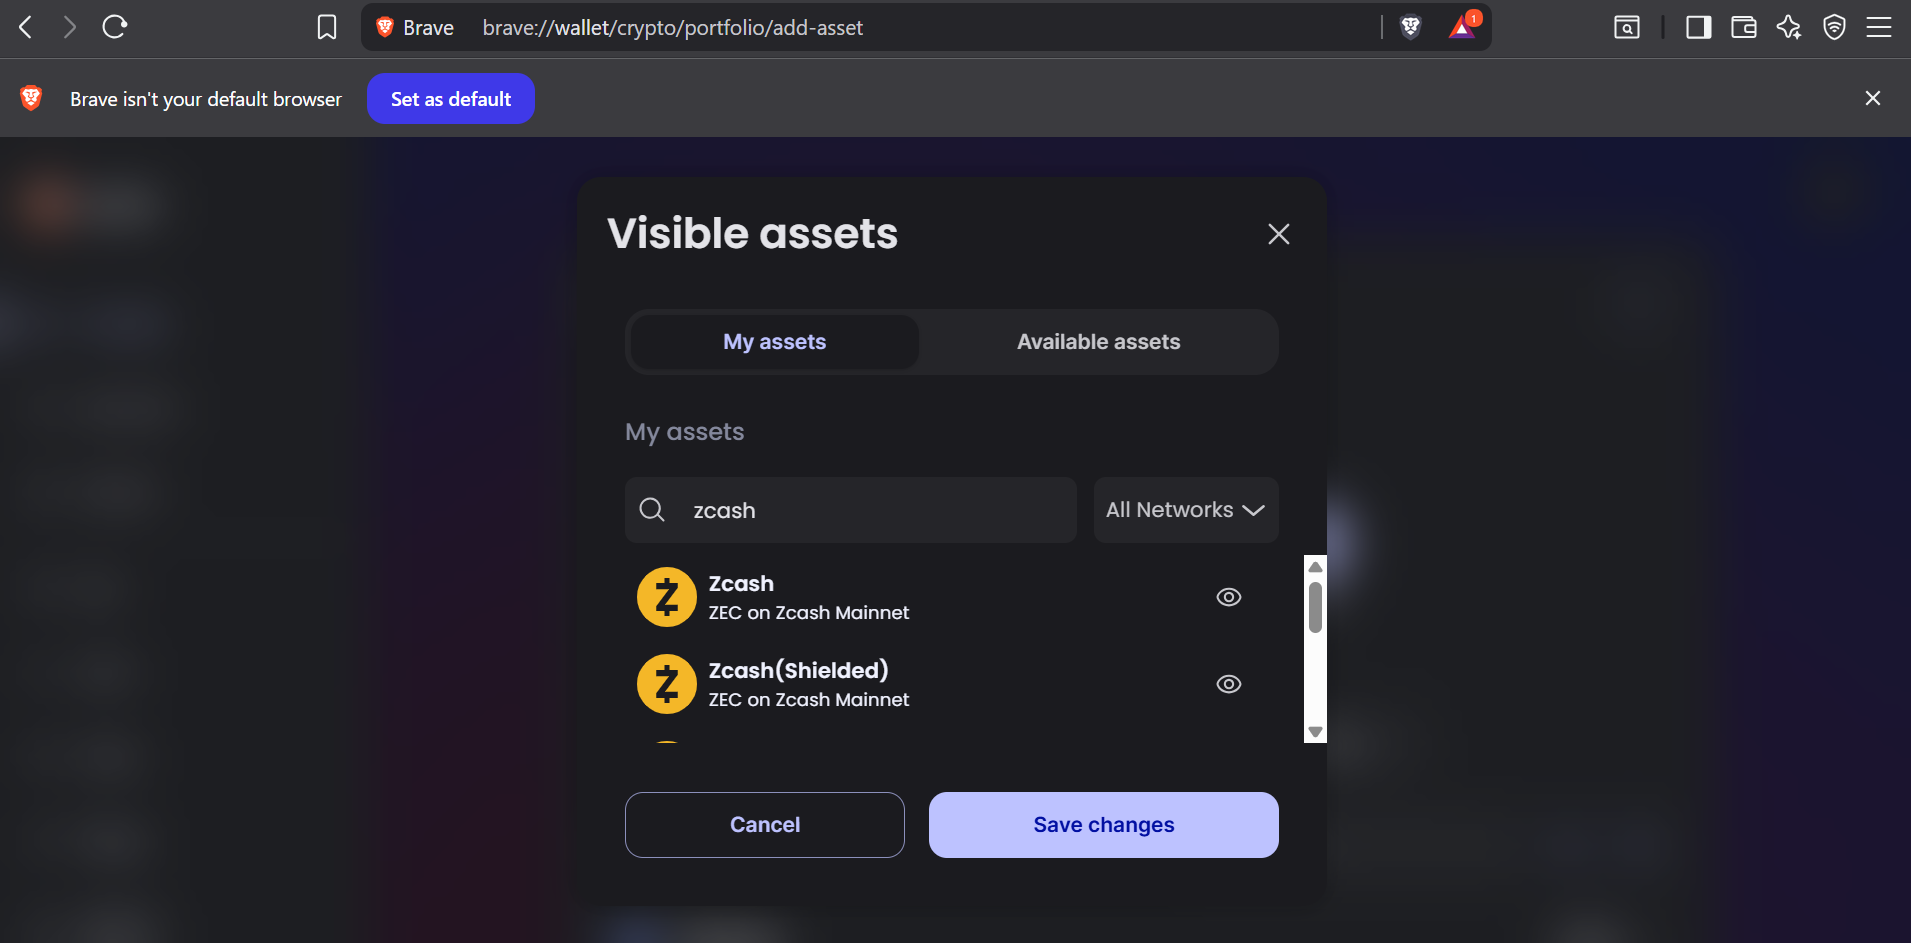 Brave
brave://wallet/crypto/portfolio/add-asset
1
Brave isn't your default browser
Set as default
Visible assets
My assets
Available assets
My assets
zcash
All Networks
Zcash
ZEC on Zcash Mainnet
Zcash(Shielded)
ZEC on Zcash Mainnet
Cancel
Save changes